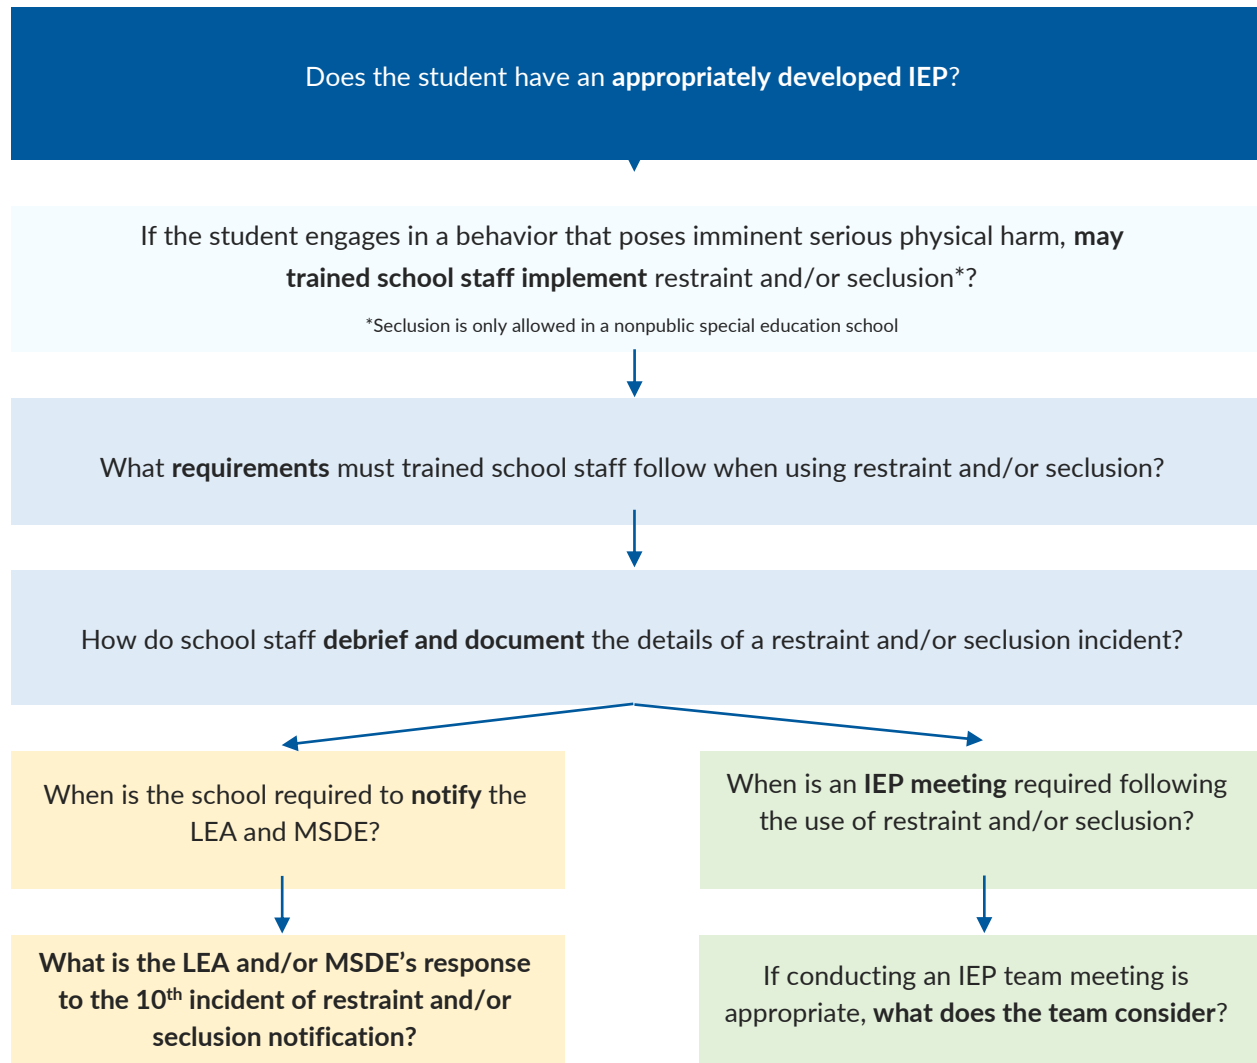 Does the student have an appropriately developed IEP?
If the student engages in a behavior that poses imminent serious physical harm, may
trained school staff implement restraint and/or seclusion*?
*Seclusion is only allowed in a nonpublic special education school
What requirements must trained school staff follow when using restraint and/or seclusion?
How do school staff debrief and document the details of a restraint and/or seclusion incident?
When is the school required to notify the
LEA and MSDE?
What is the LEA and/or MSDE’s response
to the 10th incident of restraint and/or
seclusion notification?
When is an IEP meeting required following
the use of restraint and/or seclusion?
If conducting an IEP team meeting is
appropriate, what does the team consider?